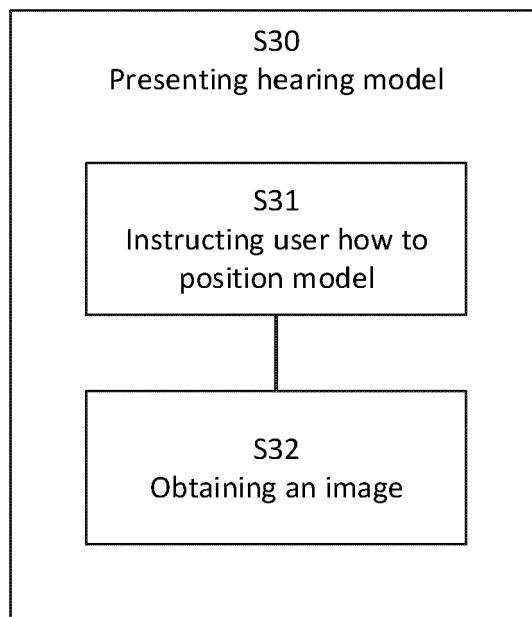 S30
Presenting hearing model
S31
Instructing user how to
position model
S32
Obtaining an image